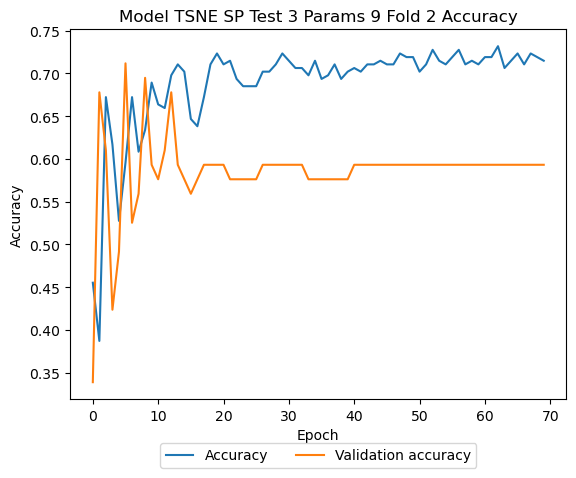 Model TSNE SP Test 3 Params 9 Fold 2 Accuracy
0.75
0.70
0.65
0.60
0.55
0.50
0.45
0.40
0.35
Accuracy
0 10 20 30 40 50 60 70
Epoch
Accuracy Validation accuracy